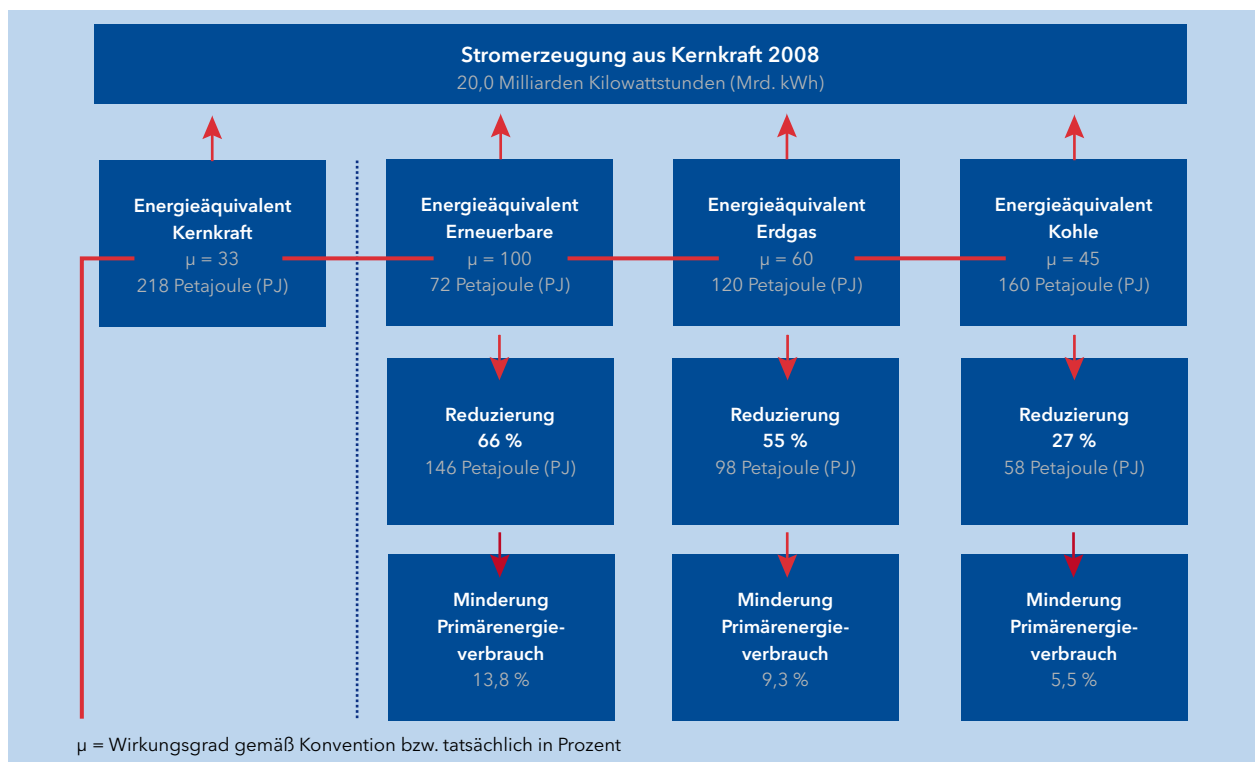 Stromerzeugung aus Kernkraft 2008
20,0 Milliarden Kilowattstunden (Mrd. kWh)
Energieäquivalent
Kernkraft
μ = 33
218 Petajoule (PJ)
Energieäquivalent
Erneuerbare
μ = 100
72 Petajoule (PJ)
Energieäquivalent
Erdgas
μ = 60
120 Petajoule (PJ)
Energieäquivalent
Kohle
μ = 45
160 Petajoule (PJ)
Reduzierung
66 %
146 Petajoule (PJ)
Reduzierung
55 %
98 Petajoule (PJ)
Reduzierung
27 %
58 Petajoule (PJ)
Minderung
Primärenergie-
verbrauch
13,8 %
Minderung
Primärenergie-
verbrauch
9,3 %
Minderung
Primärenergie-
verbrauch
5,5 %
μ = Wirkungsgrad gemäß Konvention bzw. tatsächlich in Prozent